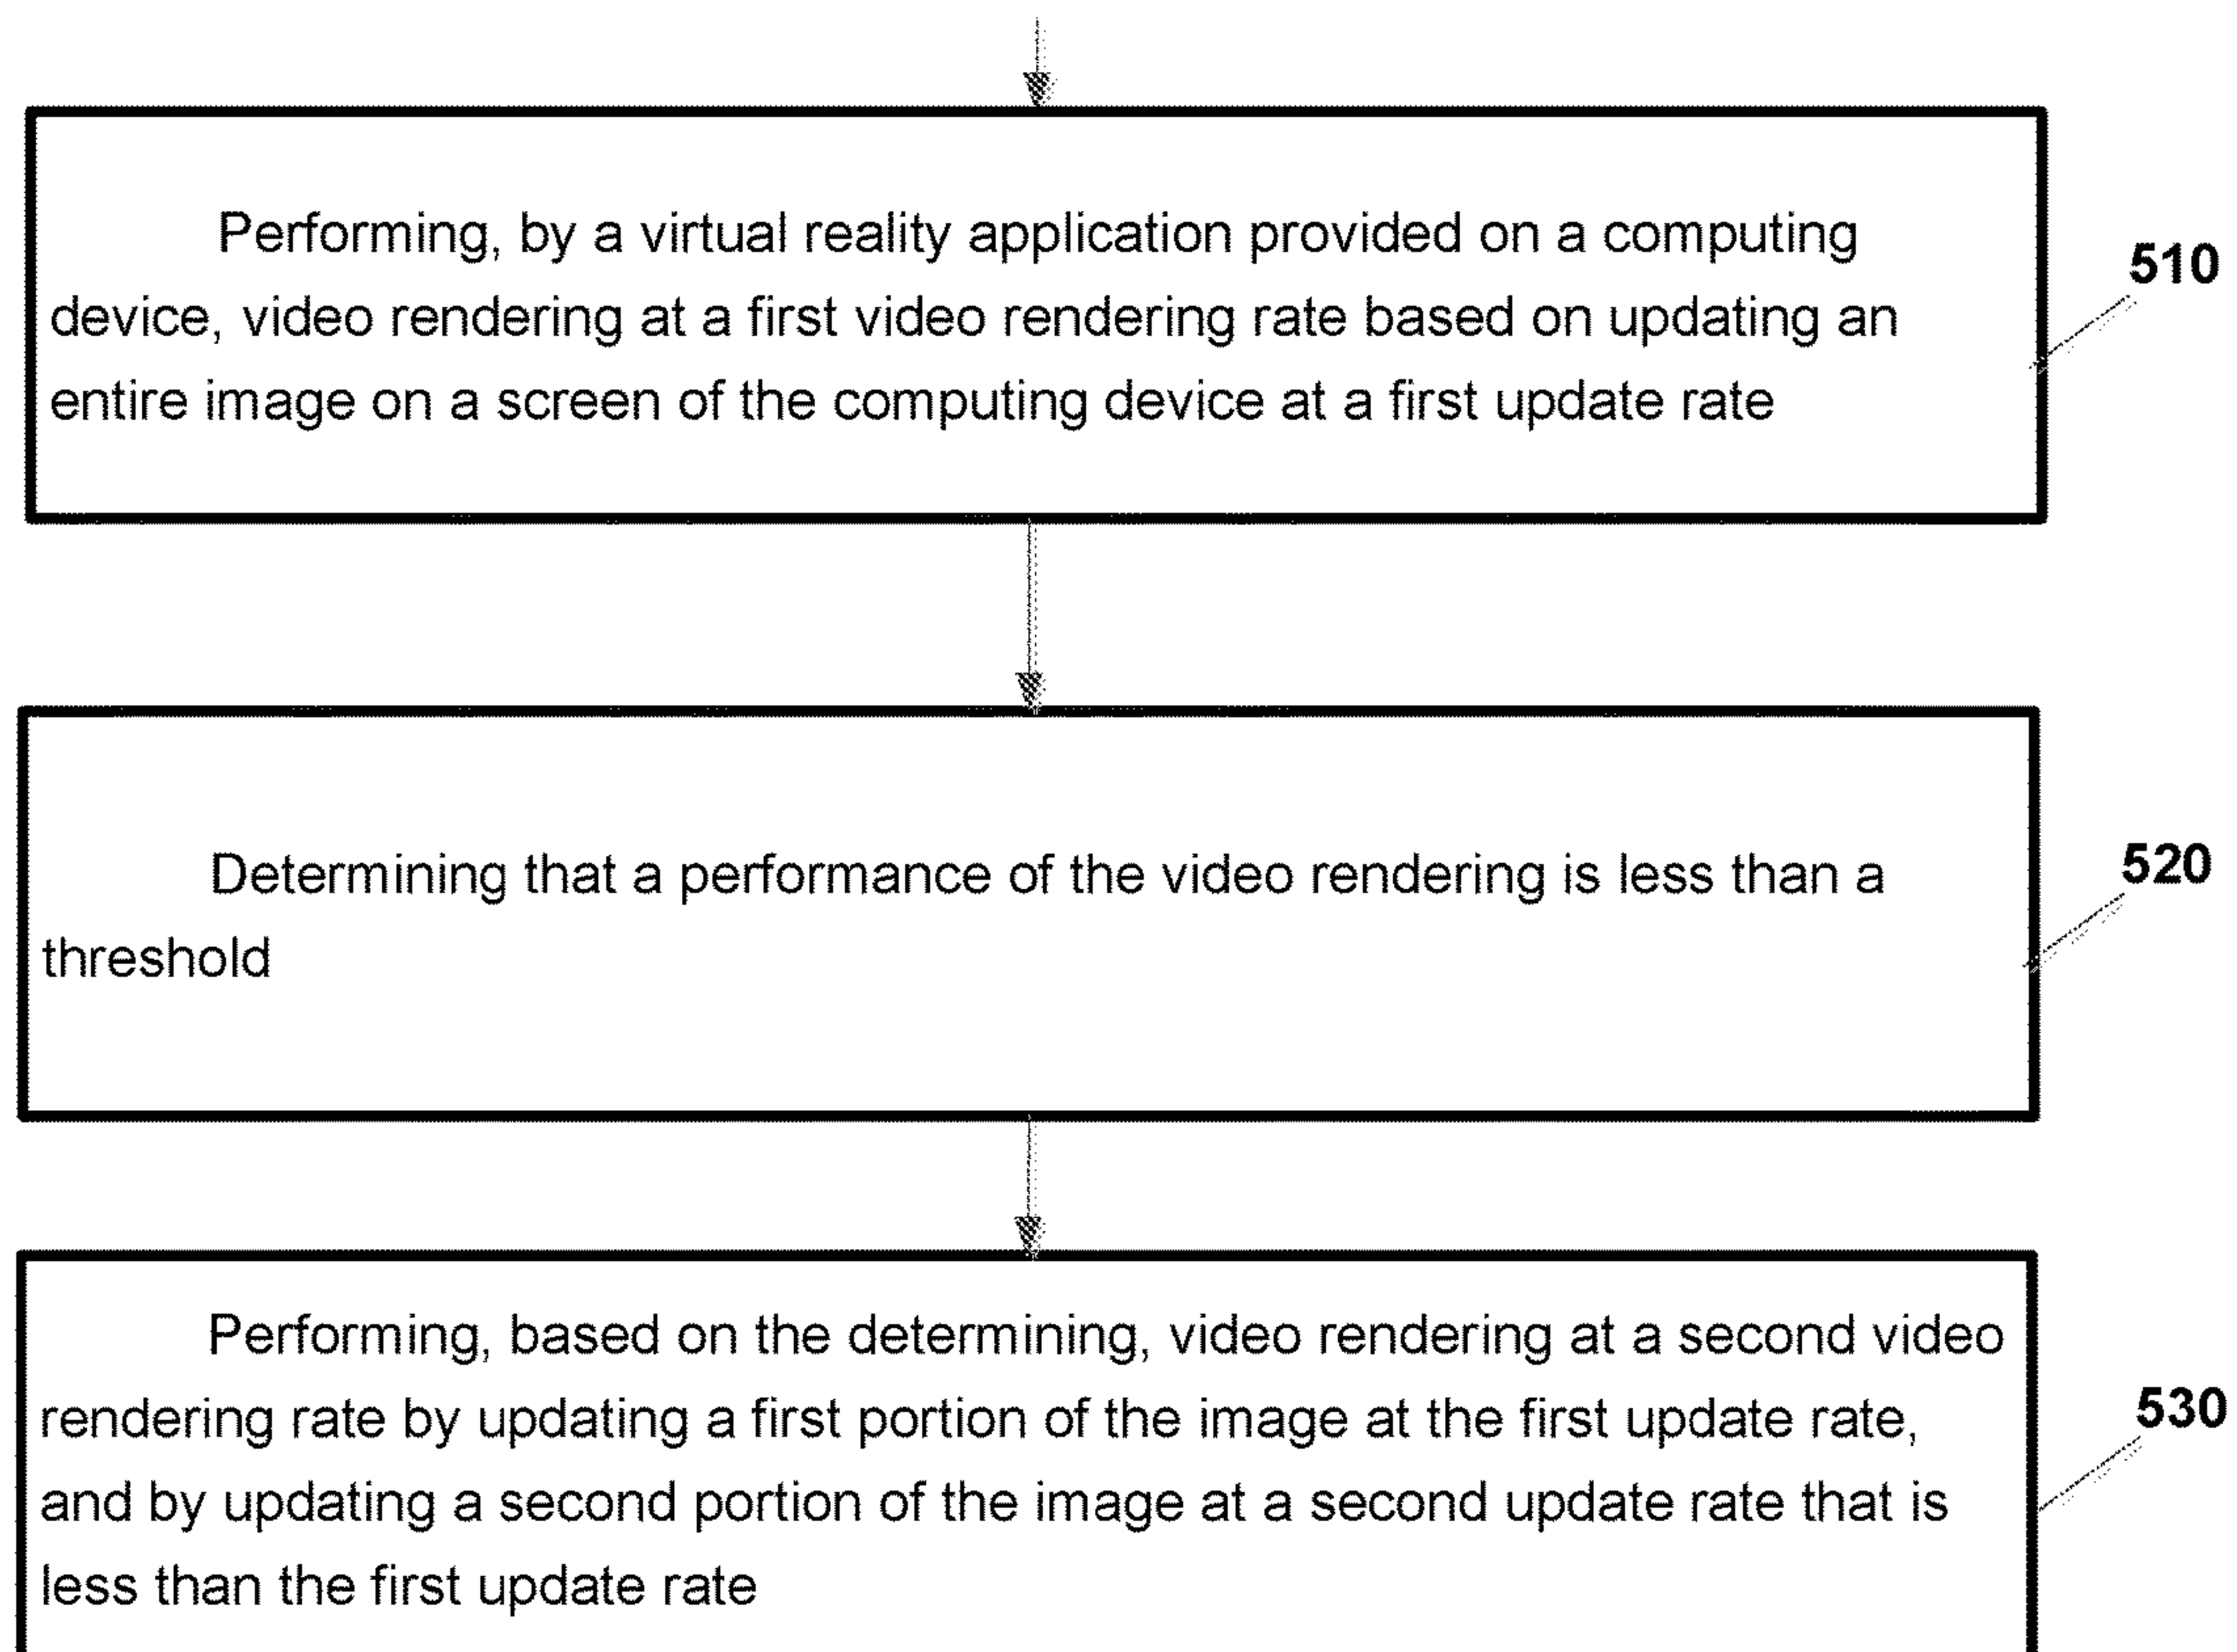 Performing, by a virtual reality application provided on a computing
device, video rendering at a first video rendering rate based on updating an
entire image on a screen of the computing device at a first update rate
510
Determining that a performance of the video rendering is less than a
threshold
520
Performing, based on the determining, video rendering at a second video
rendering rate by updating a first portion of the image at the first update rate,
and by updating a second portion of the image at a second update rate that is
less than the first update rate
530